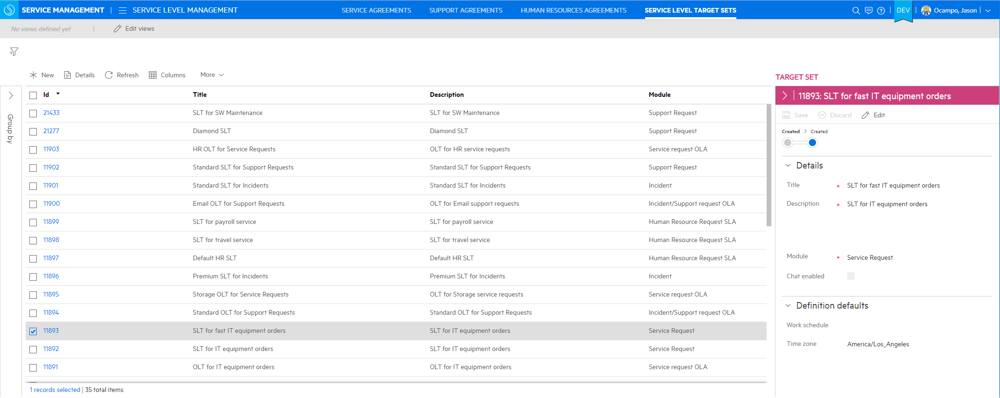 SERVICE MANAGEMENT | SERVICE LEVEL MANAGEMENT SERVICE AGREEMENTS SUPPORT AGREEMENTS HUMAN RESOURCES AGREEMENTS SERVICE LEVEL TARGET SETS DEV Ocampo, Jason
No views defined yet | Edit views
New Details Refresh Columns More
TARGET SET
Group by
Id Title Description Module
21433 SLT for SW Maintenance SLT for SW Maintenance Support Request
21277 Diamond SLT Diamond SLT Support Request
11903 HR OLT for Service Requests OLT for HR service requests Service request OLA
11902 Standard SLT for Support Requests Standard SLT for Support Requests Support Request
11901 Standard SLT for Incidents Standard SLT for Incidents Incident
11900 Email OLT for Support Requests OLT for Email support requests Incident/Support request OLA
11899 SLT for payroll service SLT for payroll service Human Resource Request SLA
11898 SLT for travel service SLT for travel service Human Resource Request SLA
11897 Default HR SLT Default HR SLT Human Resource Request SLA
11896 Premium SLT for Incidents Premium SLT for Incidents Incident
11895 Storage OLT for Service Requests OLT for Storage service requests Service request OLA
11894 Standard OLT for Support Requests Standard OLT for Support Requests Incident/Support request OLA
11893 SLT for fast IT equipment orders SLT for IT equipment orders Service Request
11892 SLT for IT equipment orders SLT for IT equipment orders Service Request
11891 OLT for IT equipment orders OLT for IT equipment orders Service request OLA
1 records selected | 35 total items
11893: SLT for fast IT equipment orders
Save Discard Edit
Created > Created
Details
Title * SLT for fast IT equipment orders
Description * SLT for IT equipment orders
Module * Service Request
Chat enabled
Definition defaults
Work schedule
Time zone America/Los_Angeles